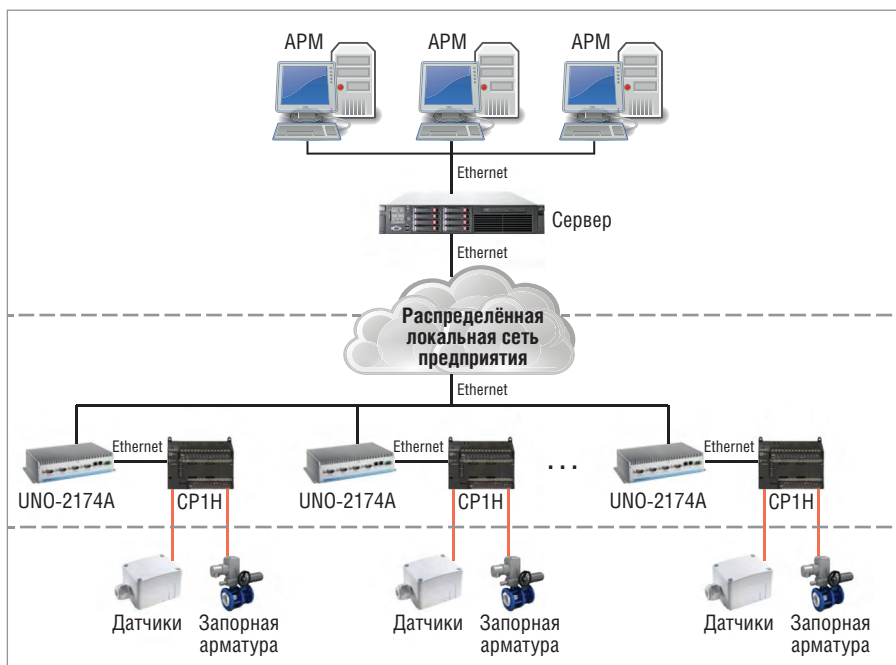 АРМ АРМ АРМ
Ethernet
Сервер
Ethernet
Распределённая
локальная сеть
предприятия
Ethernet
Ethernet Ethernet Ethernet
...
UNO-2174A CP1H UNO-2174A CP1H UNO-2174A CP1H
Датчики Запорная Датчики Запорная Датчики Запорная
арматура арматура арматура